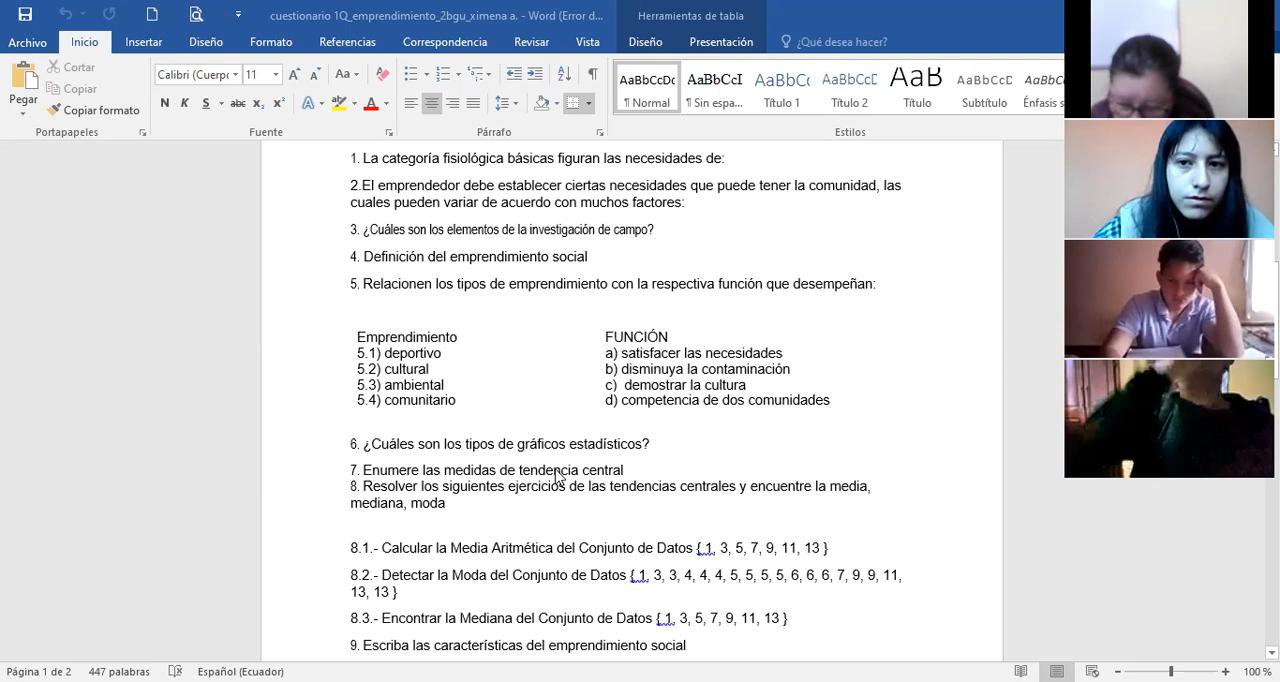 cuestionario 1Q_emprendimiento_2bgu_ximena a. - Word (Error d...
Herramientas de tabla
Archivo Inicio Insertar Diseño Formato Referencias Correspondencia Revisar Vista Diseño Presentación ¿Qué desea hacer?
Pegar
Cortar
Copiar
Copiar formato
Portapapeles
Calibri (Cuerpo 11 Aa
N K S abc x₂ x² A A
Fuente
Párrafo
AaBbCcDc AaBbCcI AaBbCc AaBbCcD AaB AaBbCcD AaBbCc
¶ Normal ¶ Sin espa... Título 1 Título 2 Título Subtítulo Énfasis s
Estilos
1. La categoría fisiológica básicas figuran las necesidades de:
2.El emprendedor debe establecer ciertas necesidades que puede tener la comunidad, las
cuales pueden variar de acuerdo con muchos factores:
3. ¿Cuáles son los elementos de la investigación de campo?
4. Definición del emprendimiento social
5. Relacionen los tipos de emprendimiento con la respectiva función que desempeñan:
Emprendimiento FUNCIÓN
5.1) deportivo a) satisfacer las necesidades
5.2) cultural b) disminuya la contaminación
5.3) ambiental c) demostrar la cultura
5.4) comunitario d) competencia de dos comunidades
6. ¿Cuáles son los tipos de gráficos estadísticos?
7. Enumere las medidas de tendencia central
8. Resolver los siguientes ejercicios de las tendencias centrales y encuentre la media,
mediana, moda
8.1.- Calcular la Media Aritmética del Conjunto de Datos { 1, 3, 5, 7, 9, 11, 13 }
8.2.- Detectar la Moda del Conjunto de Datos { 1, 3, 3, 4, 4, 4, 5, 5, 5, 5, 6, 6, 6, 7, 9, 9, 11,
13, 13 }
8.3.- Encontrar la Mediana del Conjunto de Datos { 1, 3, 5, 7, 9, 11, 13 }
9. Escriba las características del emprendimiento social
Página 1 de 2 447 palabras Español (Ecuador) 100 %